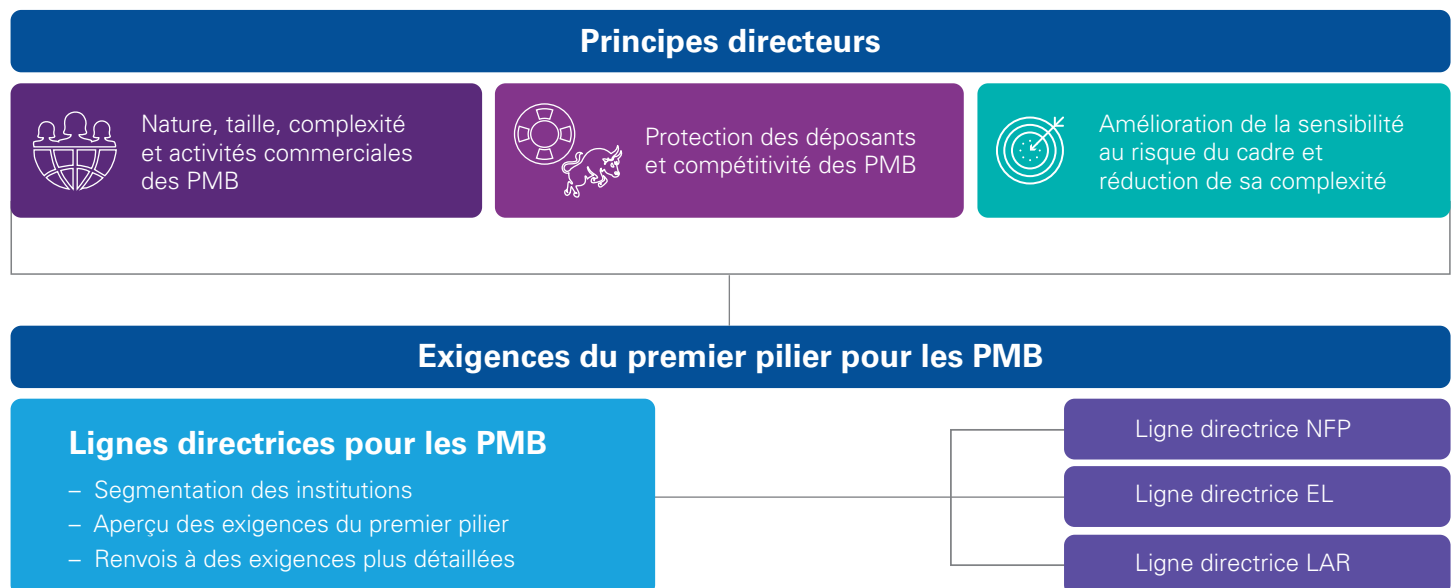 Principes directeurs
Nature, taille, complexité
et activités commerciales
des PMB
Protection des déposants
et compétitivité des PMB
Amélioration de la sensibilité
au risque du cadre et
réduction de sa complexité
Exigences du premier pilier pour les PMB
Lignes directrices pour les PMB
– Segmentation des institutions
– Aperçu des exigences du premier pilier
– Renvois à des exigences plus détaillées
Ligne directrice NFP
Ligne directrice EL
Ligne directrice LAR